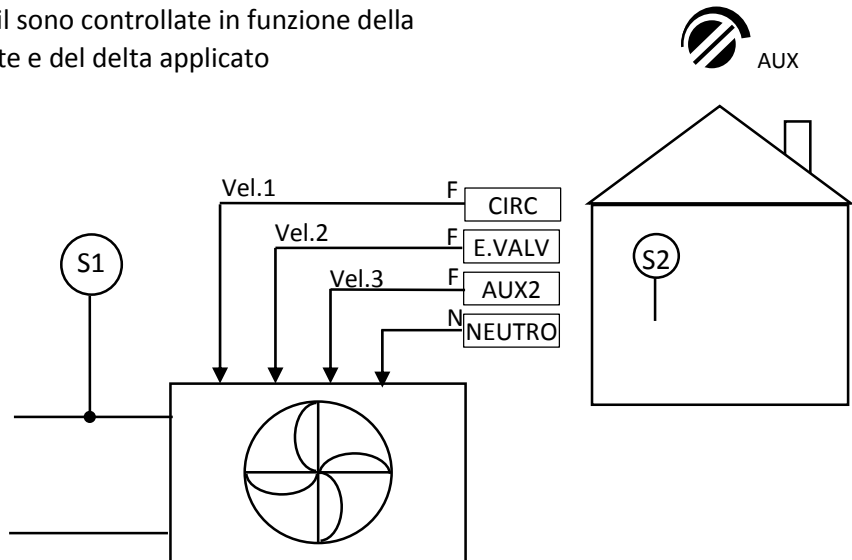 il sono controllate in funzione della
te e del delta applicato
AUX
Vel.1
F
CIRC
Vel.2
F
E.VALV
S1
S2
Vel.3
F
AUX2
N
NEUTRO